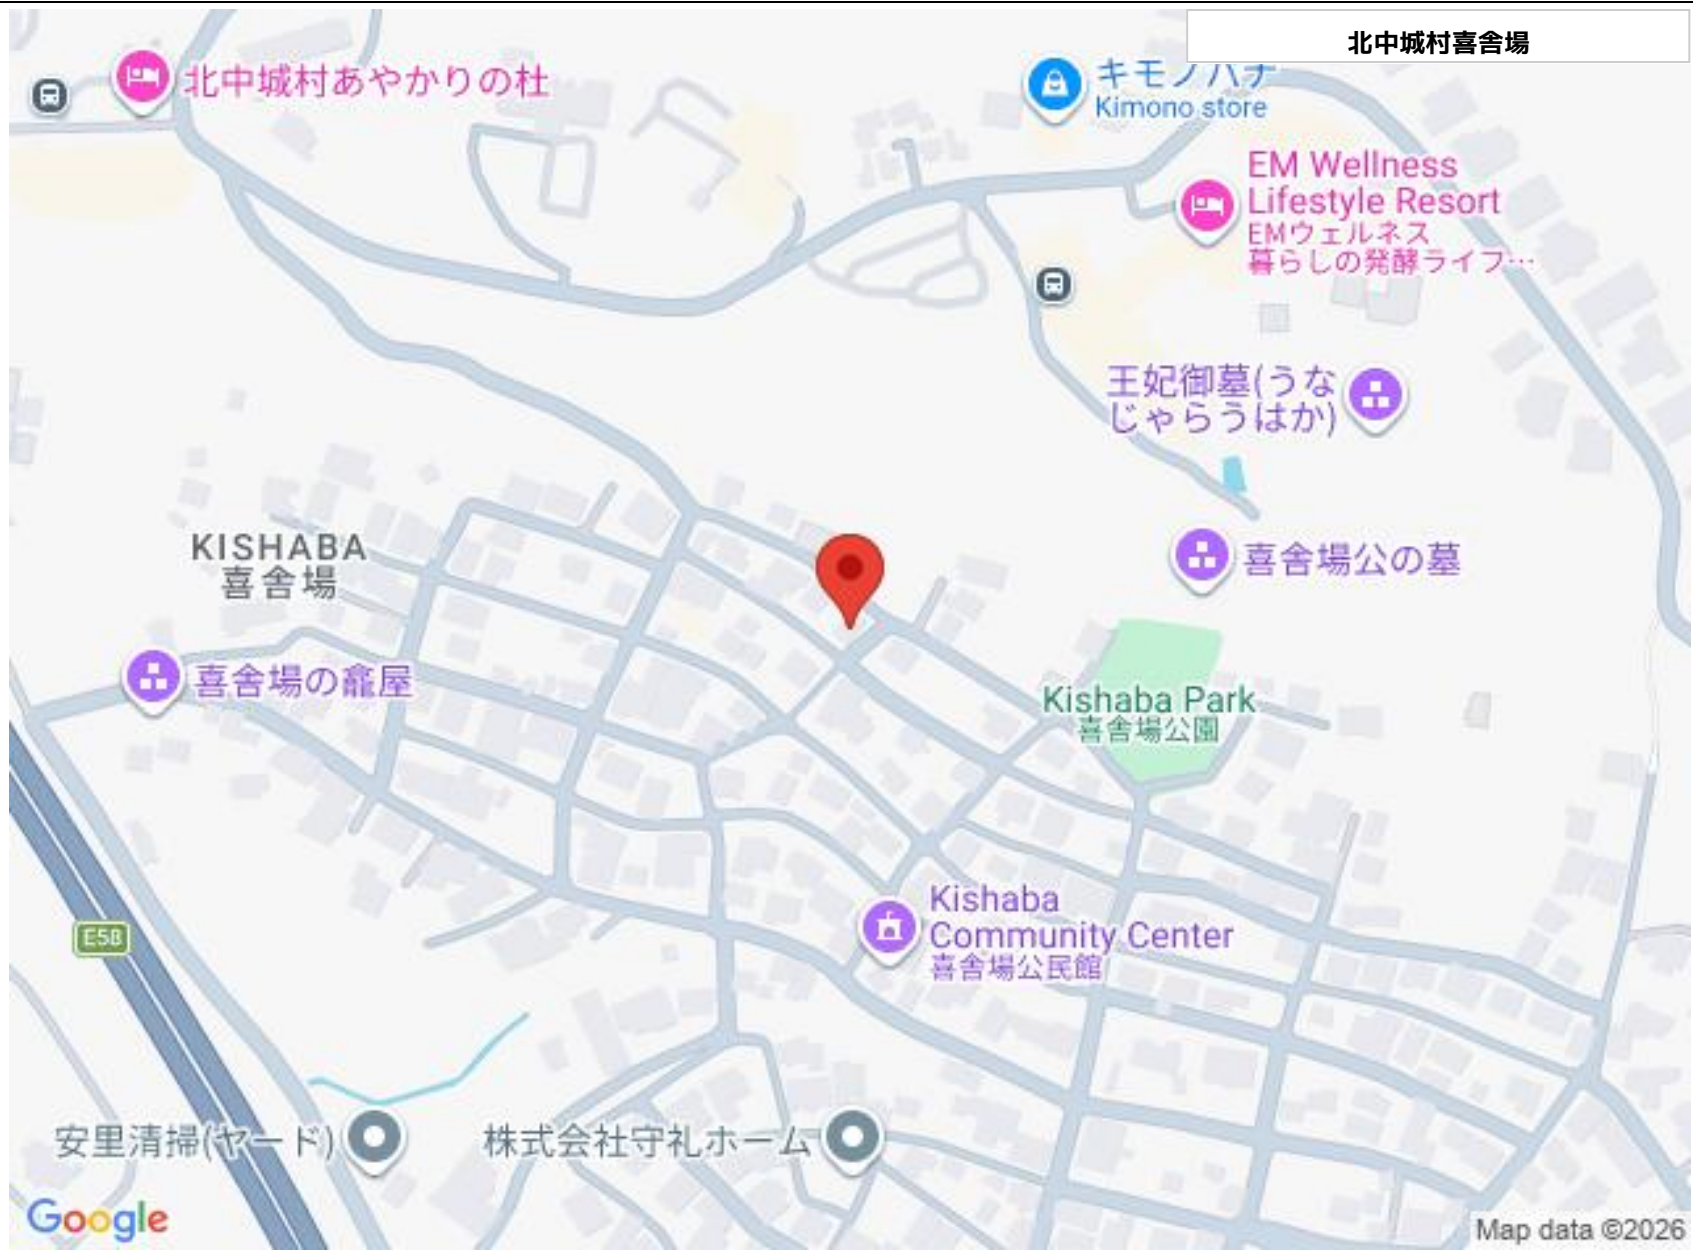 北中城村喜舎場
北中城村あやかりの杜
キモノハナ
Kimono store
EM Wellness
Lifestyle Resort
EMウェルネス
暮らしの発酵ライフ…
王妃御墓(うな
じゃらうはか)
KISHABA
喜舎場
喜舎場公の墓
喜舎場の龕屋
Kishaba Park
喜舎場公園
Kishaba
Community Center
喜舎場公民館
E58
安里清掃(ヤード)
株式会社守礼ホーム
Google
Map data ©2026